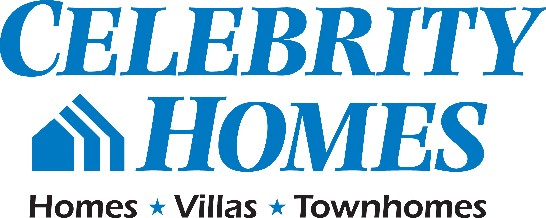 CELEBRITY
HOMES
Homes ★ Villas ★ Townhomes